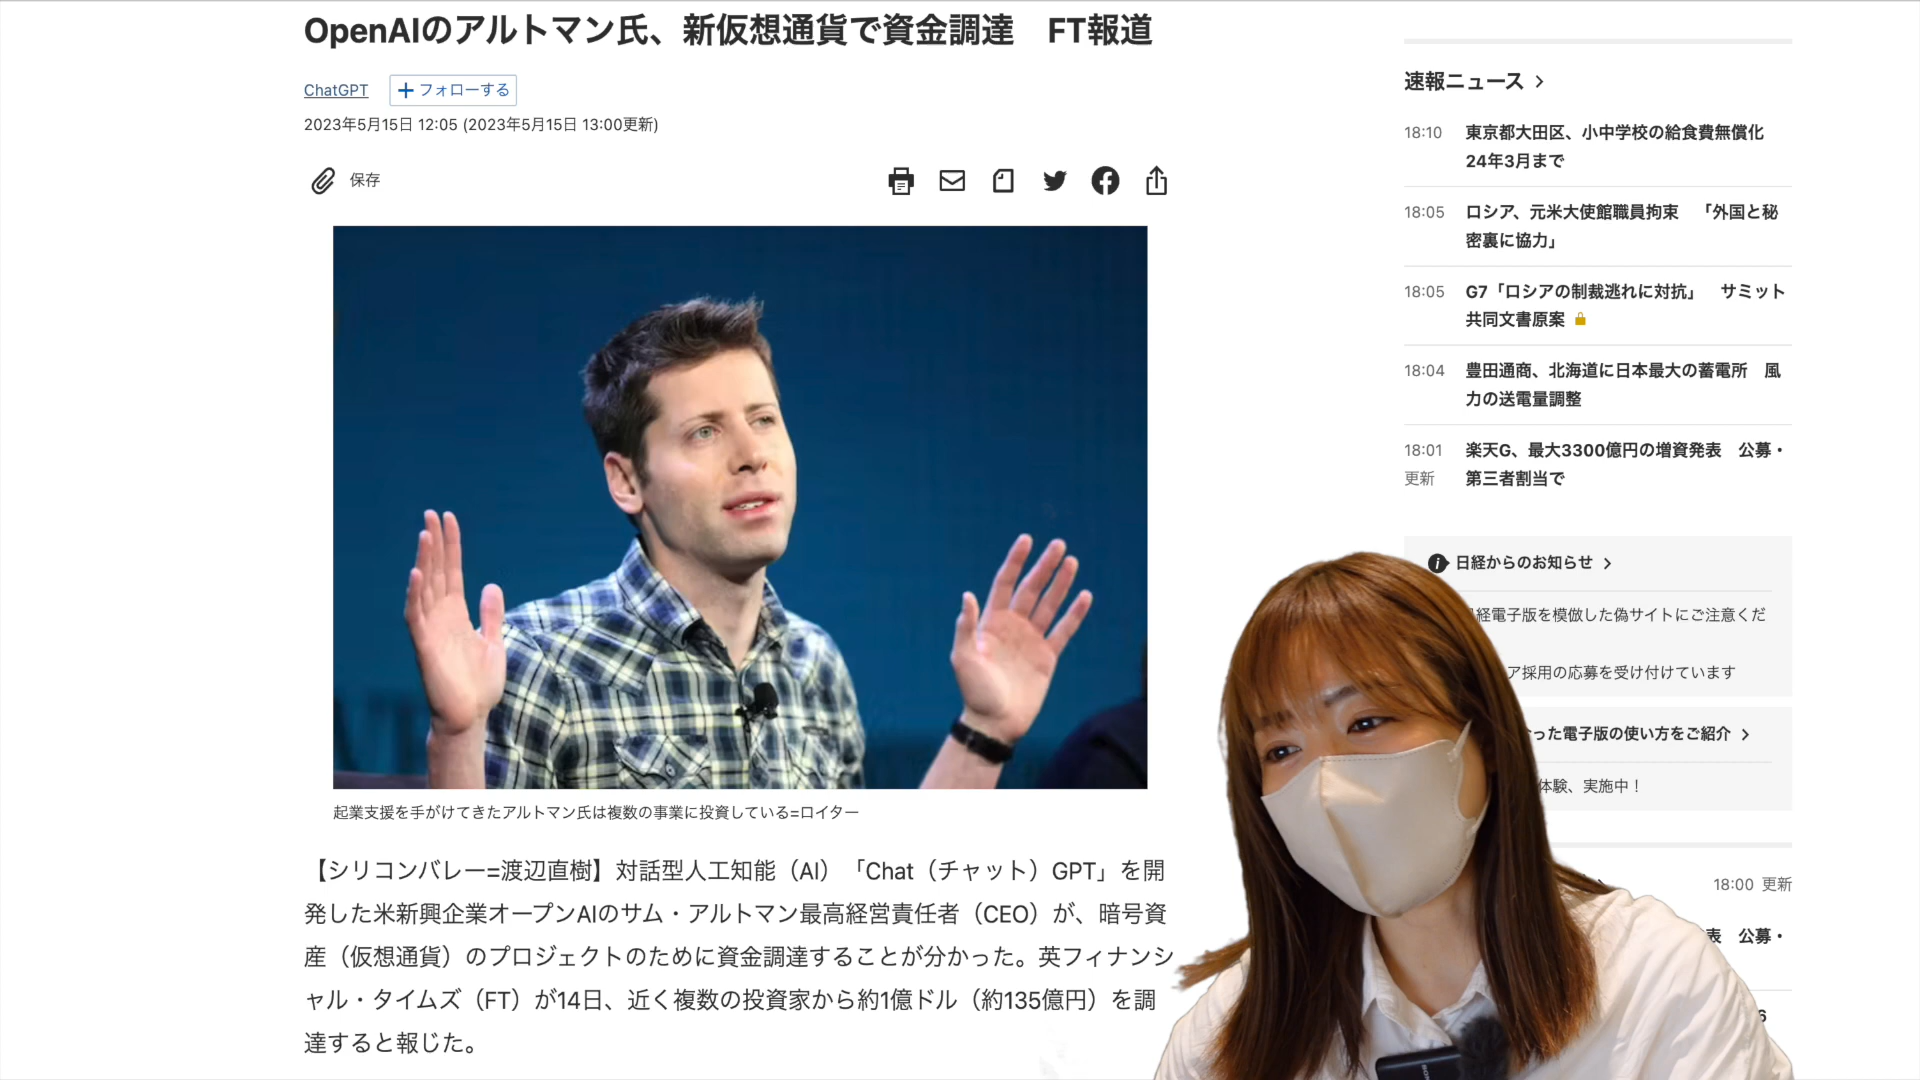 OpenAIのアルトマン氏、新仮想通貨で資金調達　FT報道
ChatGPT
フォローする
2023年5月15日 12:05 (2023年5月15日 13:00更新)
保存
起業支援を手がけてきたアルトマン氏は複数の事業に投資している=ロイター
【シリコンバレー=渡辺直樹】対話型人工知能（AI）「Chat（チャット）GPT」を開
発した米新興企業オープンAIのサム・アルトマン最高経営責任者（CEO）が、暗号資
産（仮想通貨）のプロジェクトのために資金調達することが分かった。英フィナンシ
ャル・タイムズ（FT）が14日、近く複数の投資家から約1億ドル（約135億円）を調
達すると報じた。
速報ニュース
18:10 東京都大田区、小中学校の給食費無償化
24年3月まで
18:05 ロシア、元米大使館職員拘束　「外国と秘
密裏に協力」
18:05 G7「ロシアの制裁逃れに対抗」　サミット
共同文書原案
18:04 豊田通商、北海道に日本最大の蓄電所　風
力の送電量調整
18:01 楽天G、最大3300億円の増資発表　公募・
更新 第三者割当で
日経からのお知らせ
経電子版を模倣した偽サイトにご注意くだ
ア採用の応募を受け付けています
った電子版の使い方をご紹介
体験、実施中！
18:00 更新
表　公募・
6